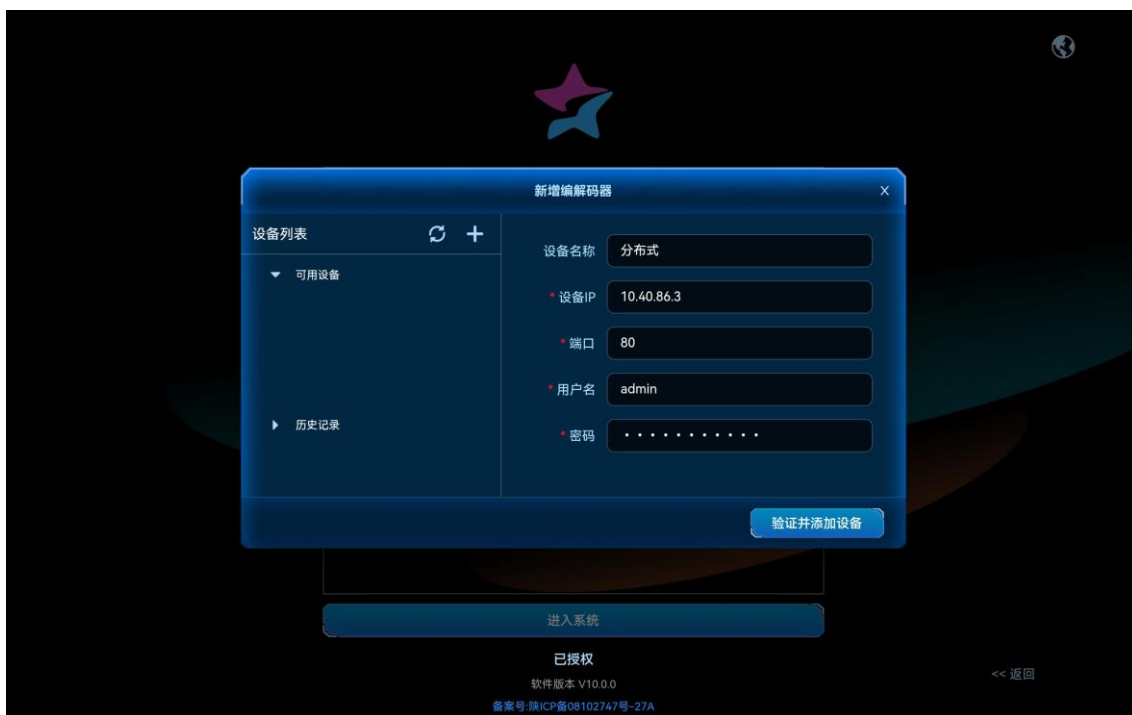 新增编解码器
X
设备列表
可用设备
历史记录
设备名称 分布式
*设备IP 10.40.86.3
*端口 80
*用户名 admin
*密码 ···········
验证并添加设备
进入系统
已授权
软件版本 V10.0.0
<< 返回
备案号:陕ICP备08102747号-27A